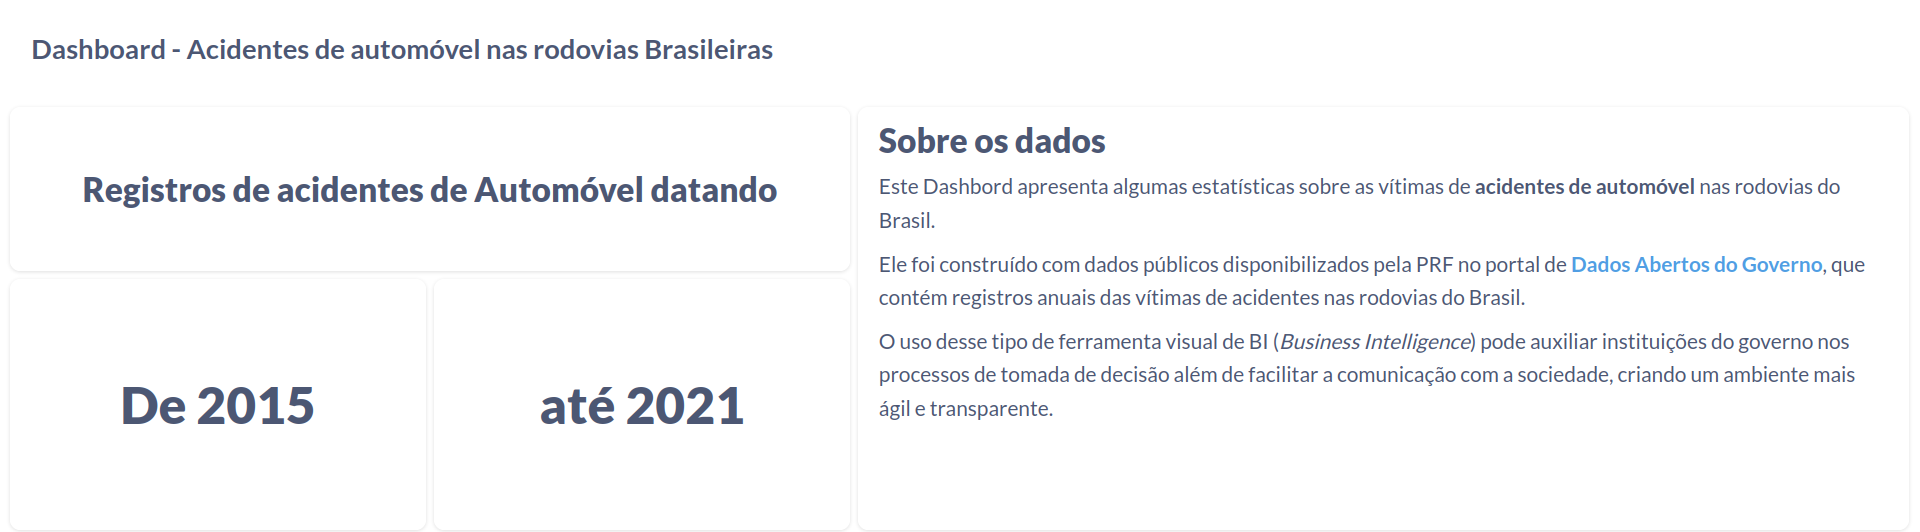 Dashboard - Acidentes de automóvel nas rodovias Brasileiras
Registros de acidentes de Automóvel datando
De 2015
até 2021
Sobre os dados
Este Dashbord apresenta algumas estatísticas sobre as vítimas de acidentes de automóvel nas rodovias do
Brasil.
Ele foi construído com dados públicos disponibilizados pela PRF no portal de Dados Abertos do Governo, que
contém registros anuais das vítimas de acidentes nas rodovias do Brasil.
O uso desse tipo de ferramenta visual de BI (Business Intelligence) pode auxiliar instituições do governo nos
processos de tomada de decisão além de facilitar a comunicação com a sociedade, criando um ambiente mais
ágil e transparente.